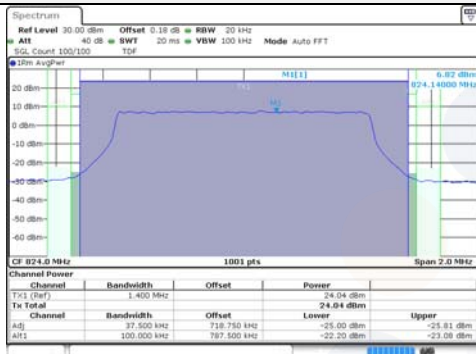 Spectrum
Ref Level 30.00 dBm Offset 0.18 dB RBW 20 kHz
Att 40 dB SWT 20 ms VBW 100 kHz Mode Auto FFT
SGL Count 100/100 TDF
1Rm AvgPwr
M1[1] 6.82 dBm
824.14000 MHz
TX1
M1
20 dBm
10 dBm
0 dBm
-10 dBm
-20 dBm
-30 dBm
-40 dBm
-50 dBm
-60 dBm
CF 824.0 MHz 1001 pts Span 2.0 MHz
Channel Power
Channel Bandwidth Offset Power
TX1 (Ref) 1.400 MHz 24.04 dBm
Tx Total 24.04 dBm
Channel Bandwidth Offset Lower Upper
Adj 37.500 kHz 718.750 kHz -25.00 dBm -25.81 dBm
Alt1 100.000 kHz 787.500 kHz -22.20 dBm -23.08 dBm